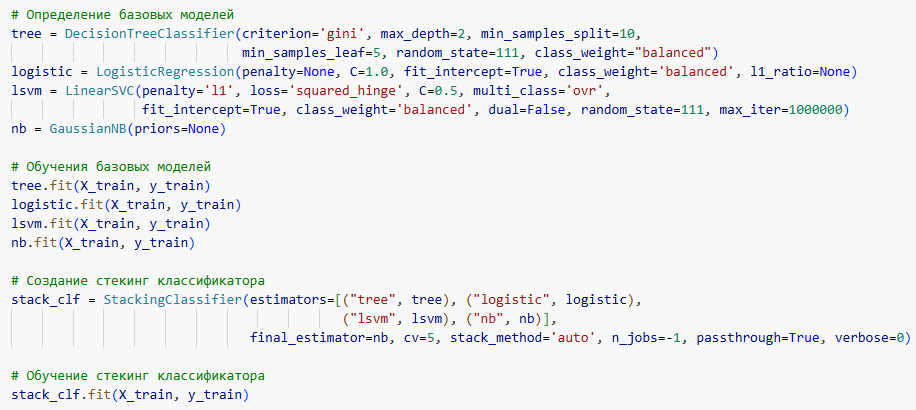 # Определение базовых моделей
tree = DecisionTreeClassifier(criterion='gini', max_depth=2, min_samples_split=10,
min_samples_leaf=5, random_state=111, class_weight="balanced")
logistic = LogisticRegression(penalty=None, C=1.0, fit_intercept=True, class_weight='balanced', l1_ratio=None)
lsvm = LinearSVC(penalty='l1', loss='squared_hinge', C=0.5, multi_class='ovr',
fit_intercept=True, class_weight='balanced', dual=False, random_state=111, max_iter=1000000)
nb = GaussianNB(priors=None)
# Обучения базовых моделей
tree.fit(X_train, y_train)
logistic.fit(X_train, y_train)
lsvm.fit(X_train, y_train)
nb.fit(X_train, y_train)
# Создание стекинг классификатора
stack_clf = StackingClassifier(estimators=[("tree", tree), ("logistic", logistic),
("lsvm", lsvm), ("nb", nb)],
final_estimator=nb, cv=5, stack_method='auto', n_jobs=-1, passthrough=True, verbose=0)
# Обучение стекинг классификатора
stack_clf.fit(X_train, y_train)